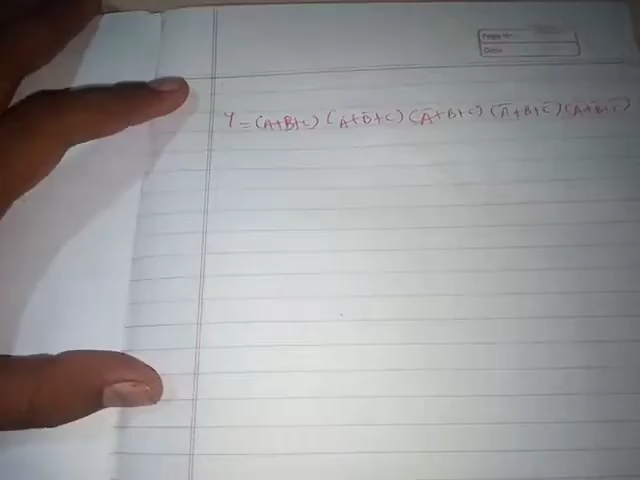 Page No.
Date
Y = (A+B+C) (A+B̅+C) (A̅+B+C) (A̅+B+C̅)